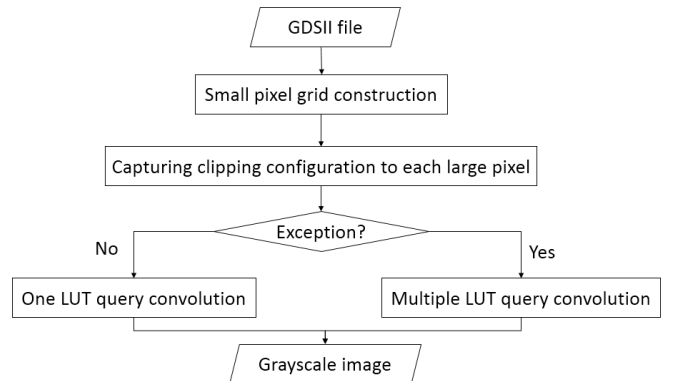 GDSII file
Small pixel grid construction
Capturing clipping configuration to each large pixel
Exception?
No
Yes
One LUT query convolution
Multiple LUT query convolution
Grayscale image